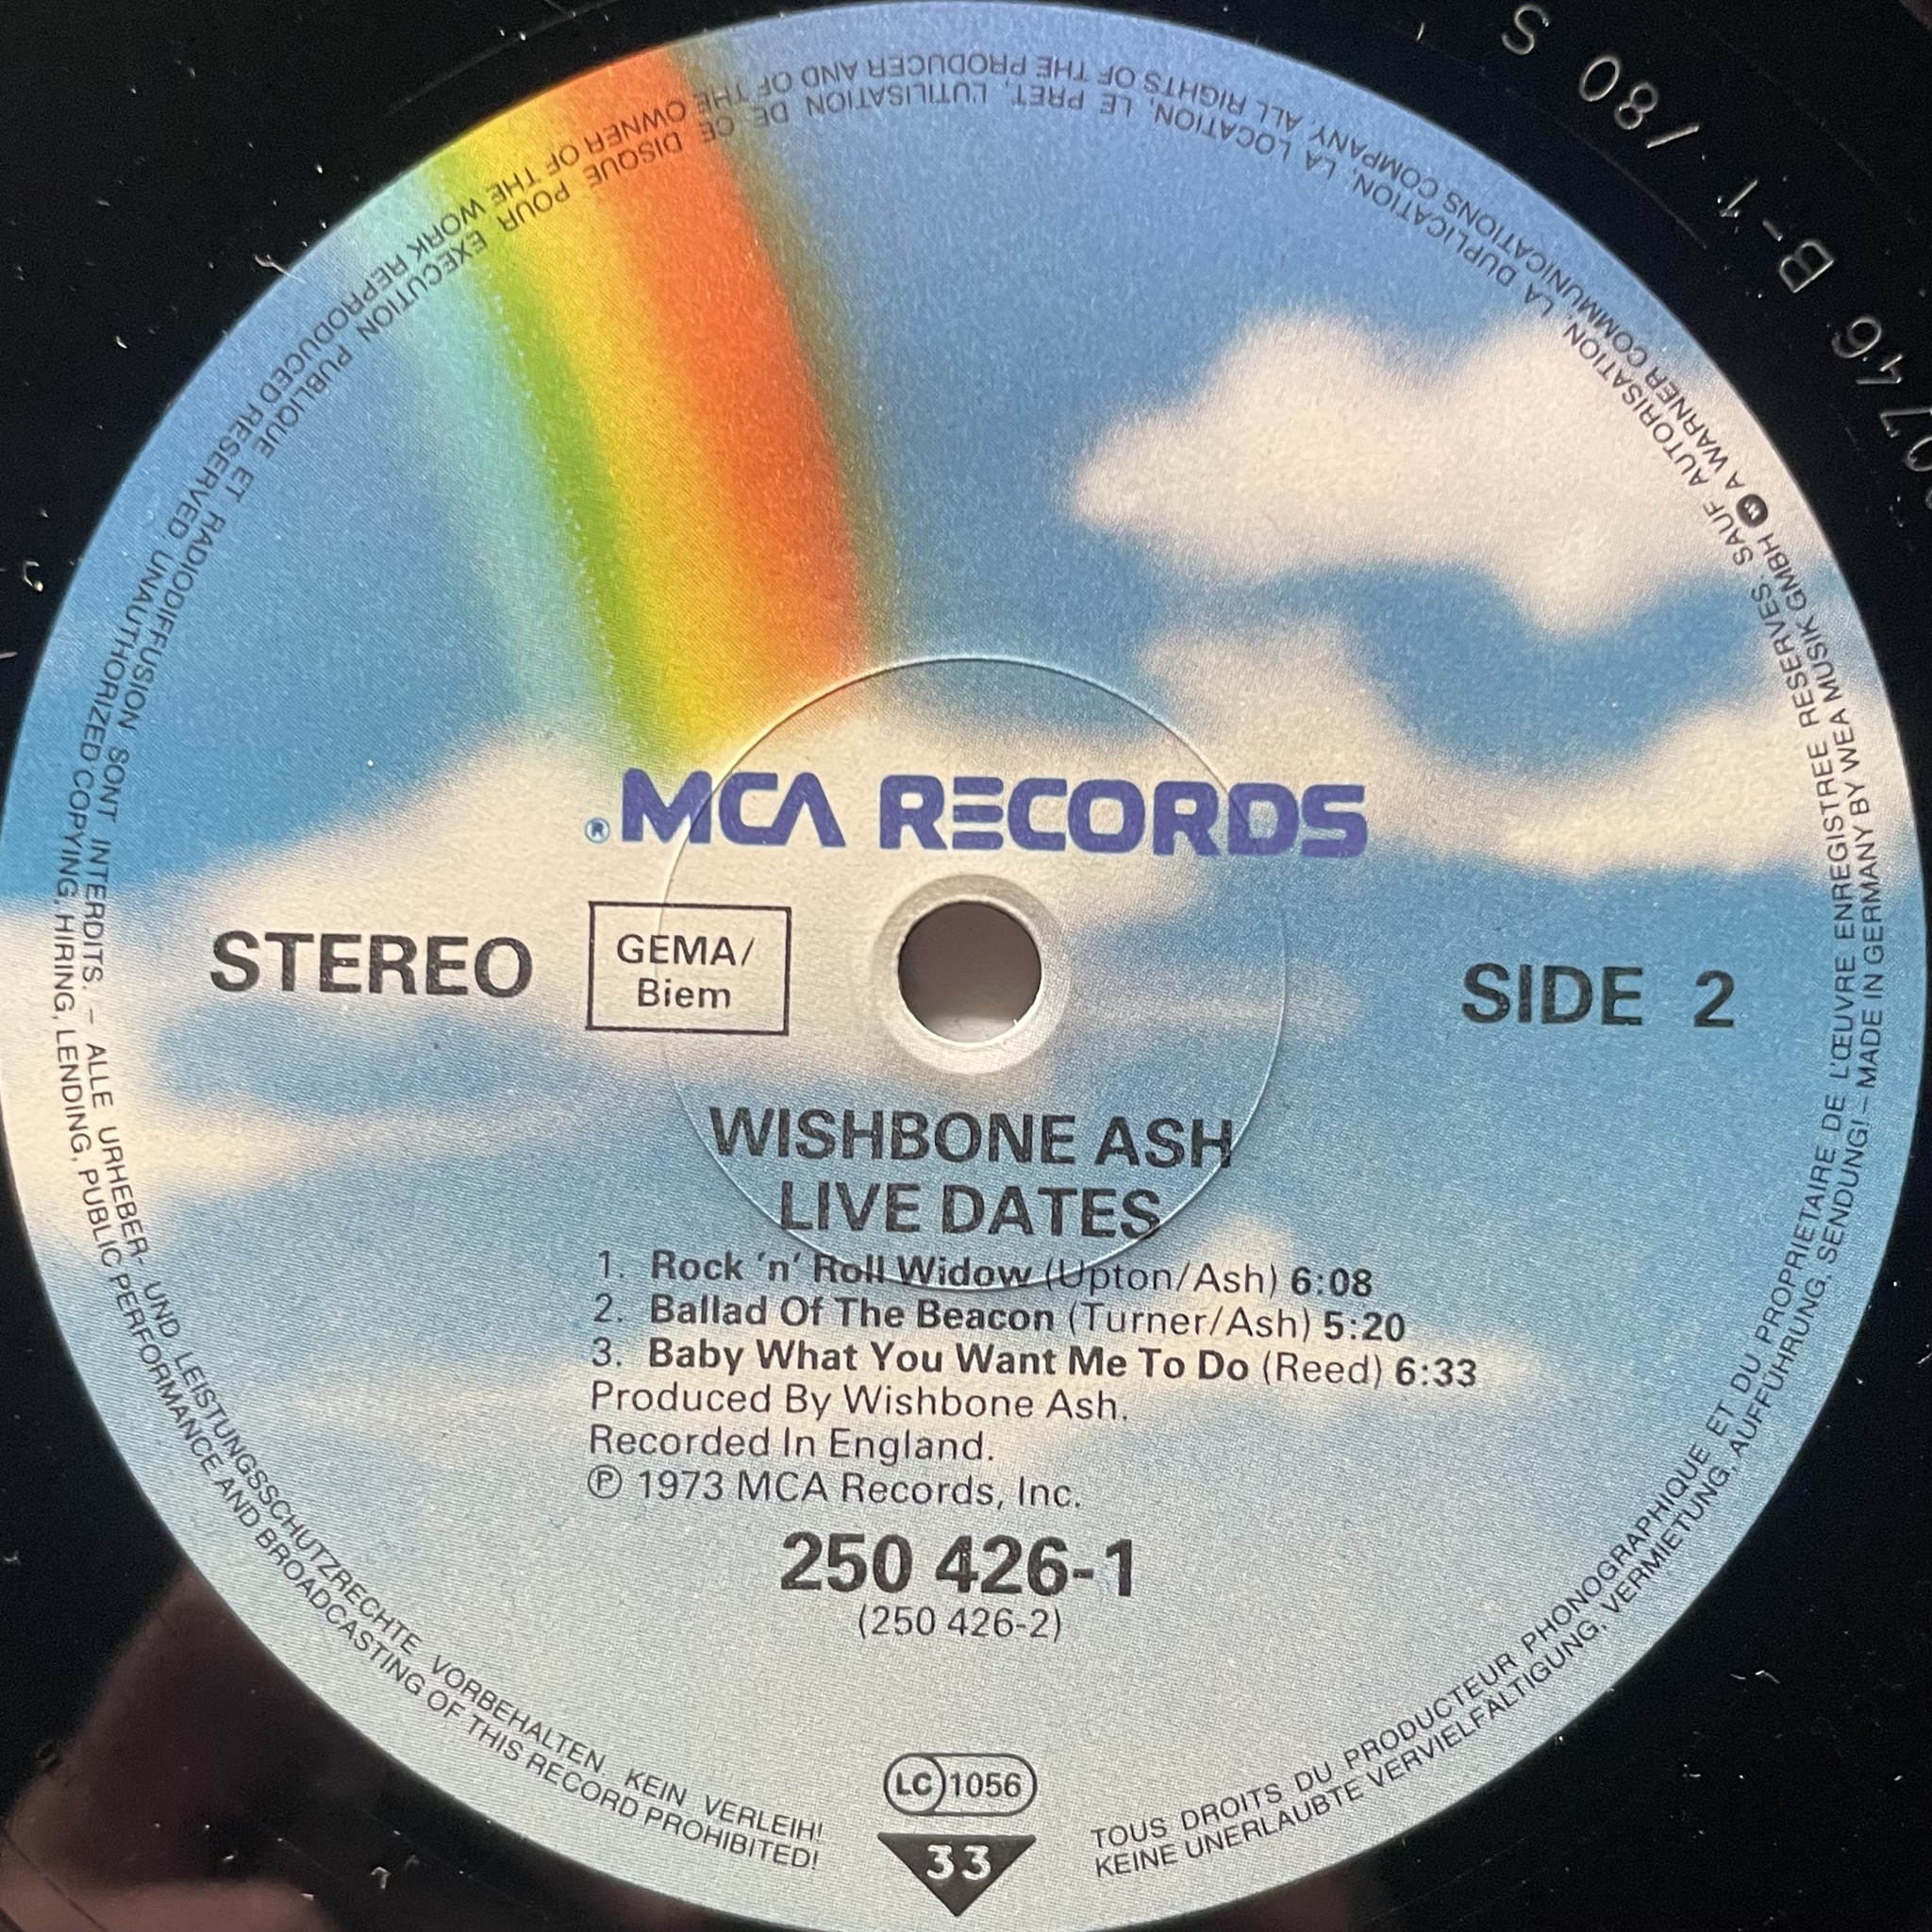 ® MCA RECORDS
STEREO
GEMA/
Biem
SIDE 2
WISHBONE ASH
LIVE DATES
1. Rock 'n' Roll Widow (Upton/Ash) 6:08
2. Ballad Of The Beacon (Turner/Ash) 5:20
3. Baby What You Want Me To Do (Reed) 6:33
Produced By Wishbone Ash.
Recorded In England.
℗ 1973 MCA Records, Inc.
250 426-1
(250 426-2)
LC 1056
33
TOUS DROITS DU PRODUCTEUR PHONOGRAPHIQUE ET DU PROPRIETAIRE DE L'ŒUVRE ENREGISTREE RESERVES. SAUF AUTORISATION, LA DUPLICATION, LA LOCATION, LE PRET, L'UTILISATION DE CE DISQUE POUR EXECUTION PUBLIQUE ET RADIODIFFUSION SONT INTERDITS. – ALLE URHEBER- UND LEISTUNGSSCHUTZRECHTE VORBEHALTEN KEIN VERLEIH!
KEINE UNERLAUBTE VERVIELFÄLTIGUNG, VERMIETUNG, AUFFÜHRUNG, SENDUNG! – MADE IN GERMANY BY WEA MUSIK GMBH A WARNER COMMUNICATIONS COMPANY, ALL RIGHTS OF THE PRODUCER AND OF THE OWNER OF THE WORK REPRODUCED RESERVED. UNAUTHORIZED COPYING, HIRING, LENDING, PUBLIC PERFORMANCE AND BROADCASTING OF THIS RECORD PROHIBITED!
S 80/ 1-B 46